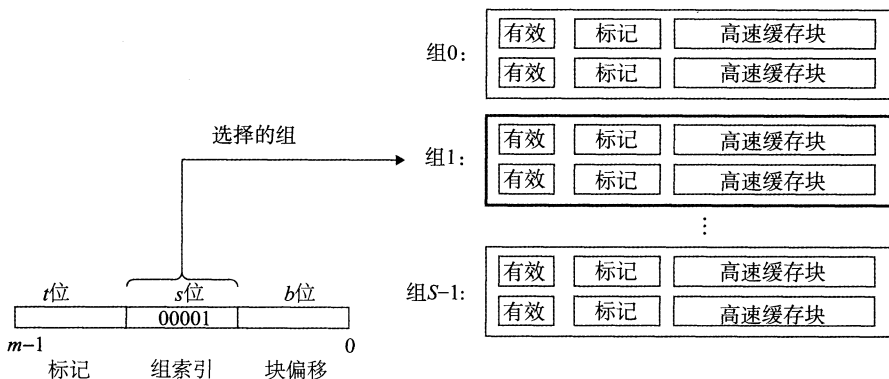 组0：
有效 标记 高速缓存块
有效 标记 高速缓存块
选择的组
组1：
有效 标记 高速缓存块
有效 标记 高速缓存块
⋮
组S-1：
有效 标记 高速缓存块
有效 标记 高速缓存块
t位 s位 b位
00001
m-1 0
标记 组索引 块偏移